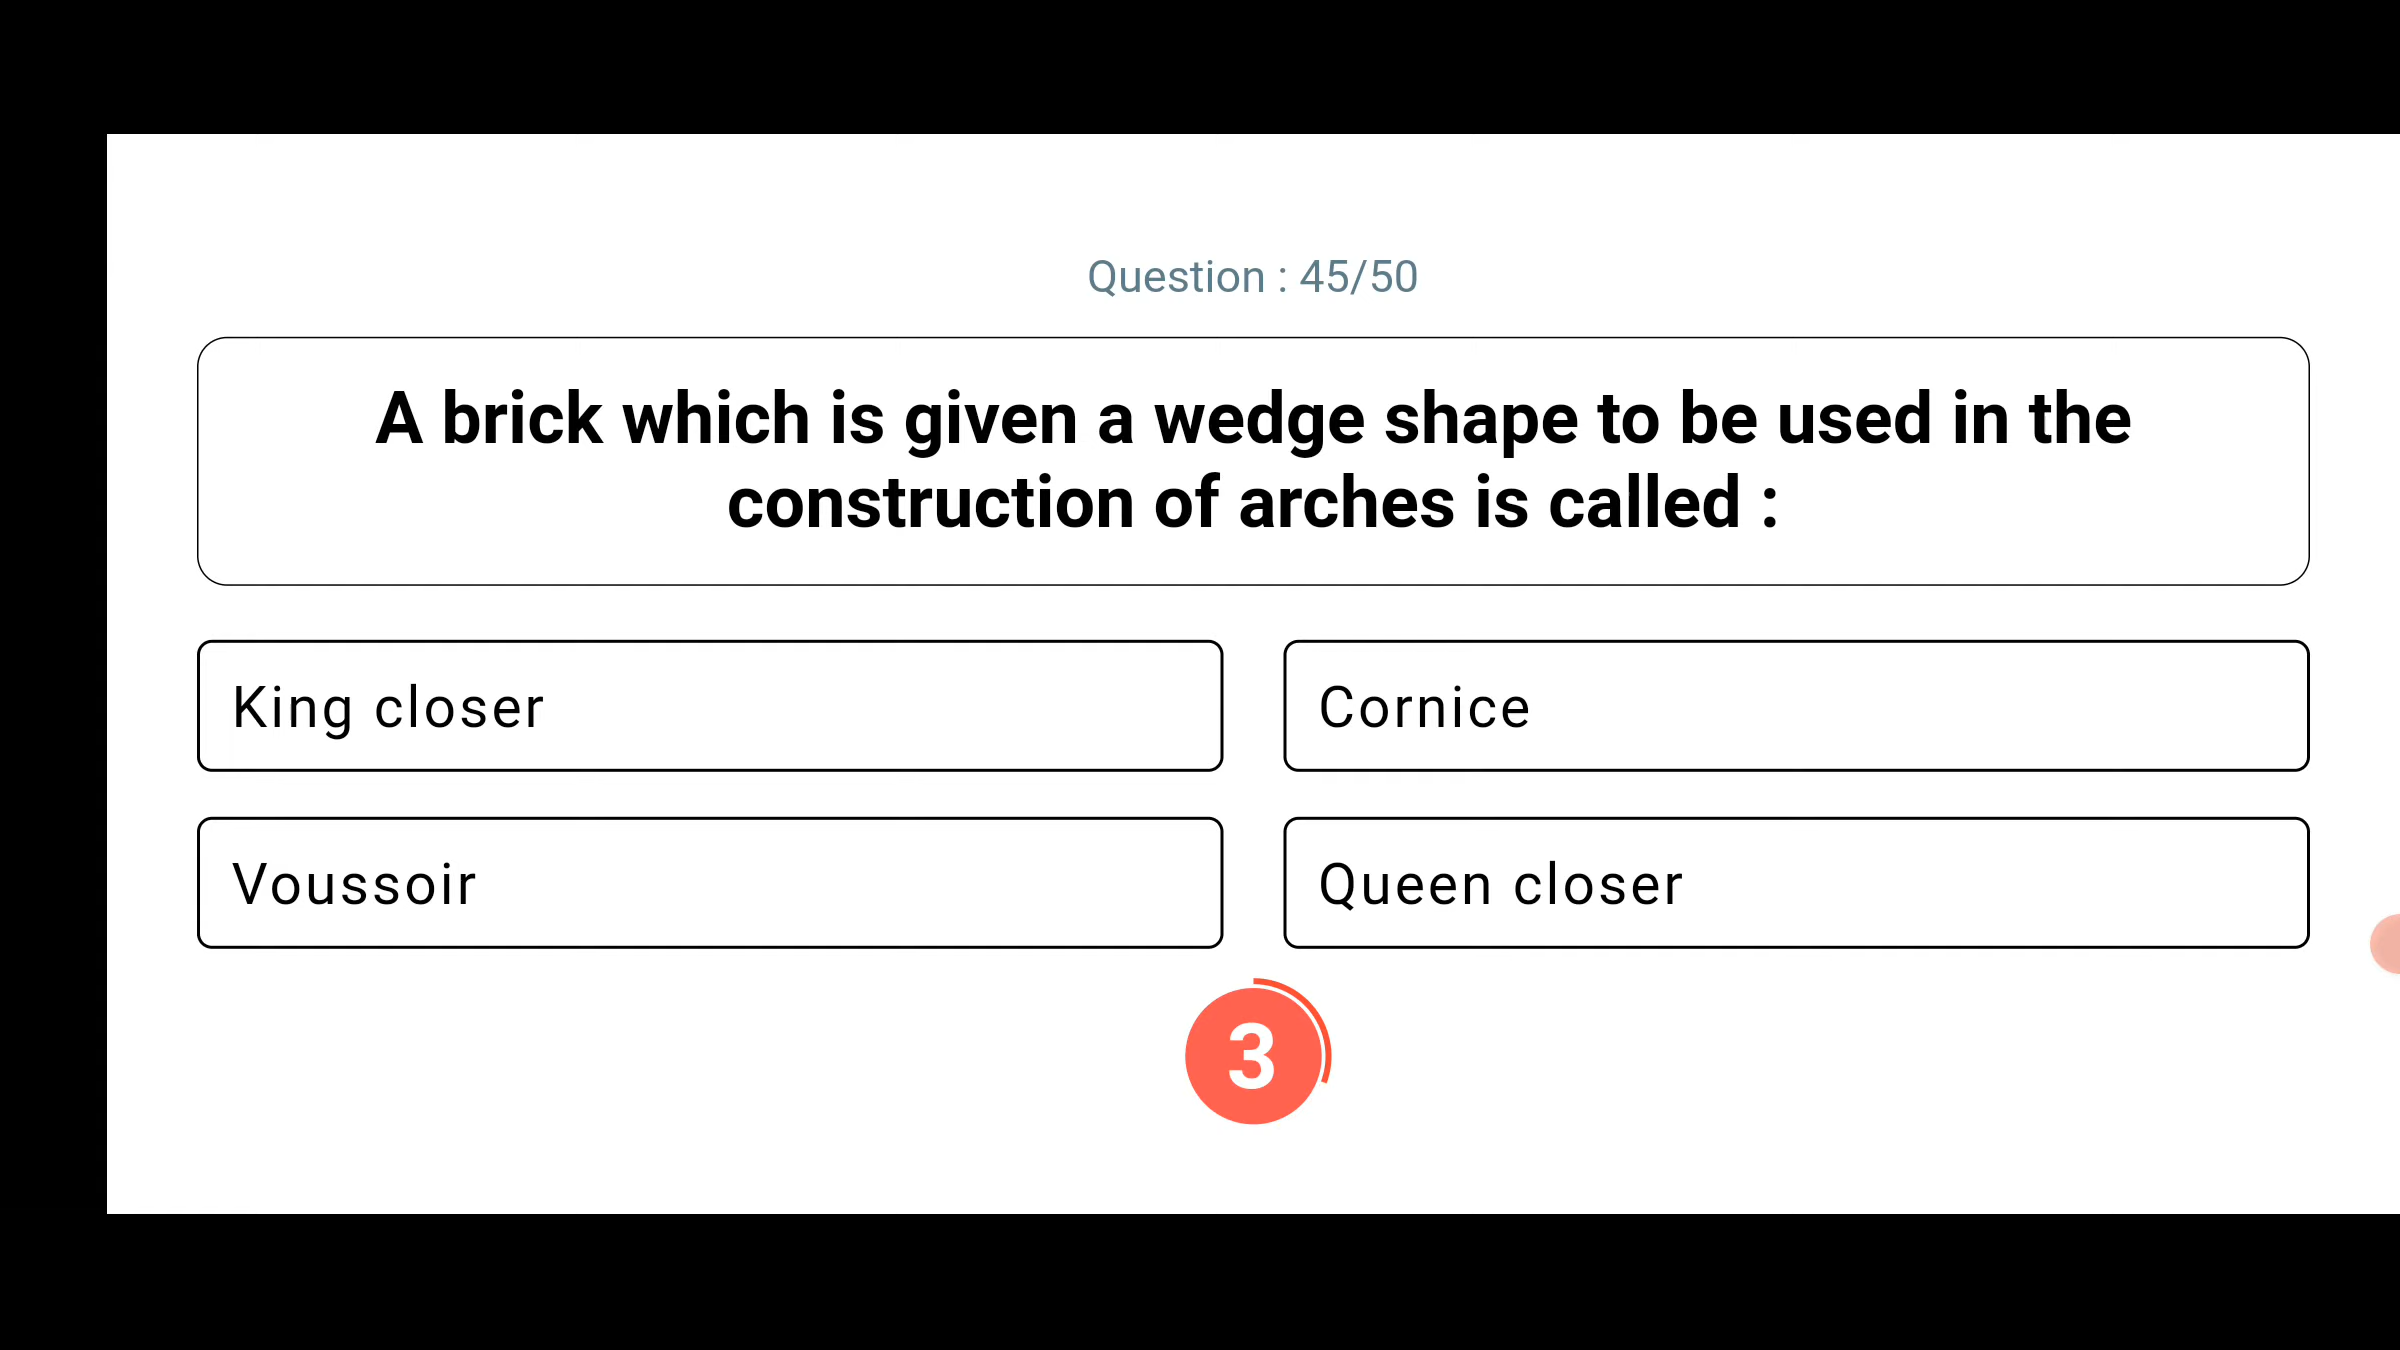 Question : 45/50
A brick which is given a wedge shape to be used in the
construction of arches is called :
King closer
Cornice
Voussoir
Queen closer
3